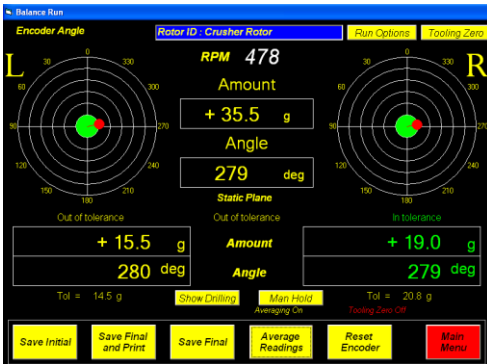 Balance Run
Encoder Angle
Rotor ID : Crusher Rotor
Run Options
Tooling Zero
L
R
RPM 478
0
30
330
60
90
270
120
150
180
210
240
0
30
330
60
90
270
120
150
180
210
240
Amount
+ 35.5 g
Angle
279 deg
Static Plane
Out of tolerance
Out of tolerance
In tolerance
+ 15.5 g
Amount
+ 19.0 g
280 deg
Angle
279 deg
Tol = 14.5 g
Show Drilling
Man Hold
Tol = 20.8 g
Averaging On
Tooling Zero Off
Save Initial
Save Final
and Print
Save Final
Average
Readings
Reset
Encoder
Main
Menu